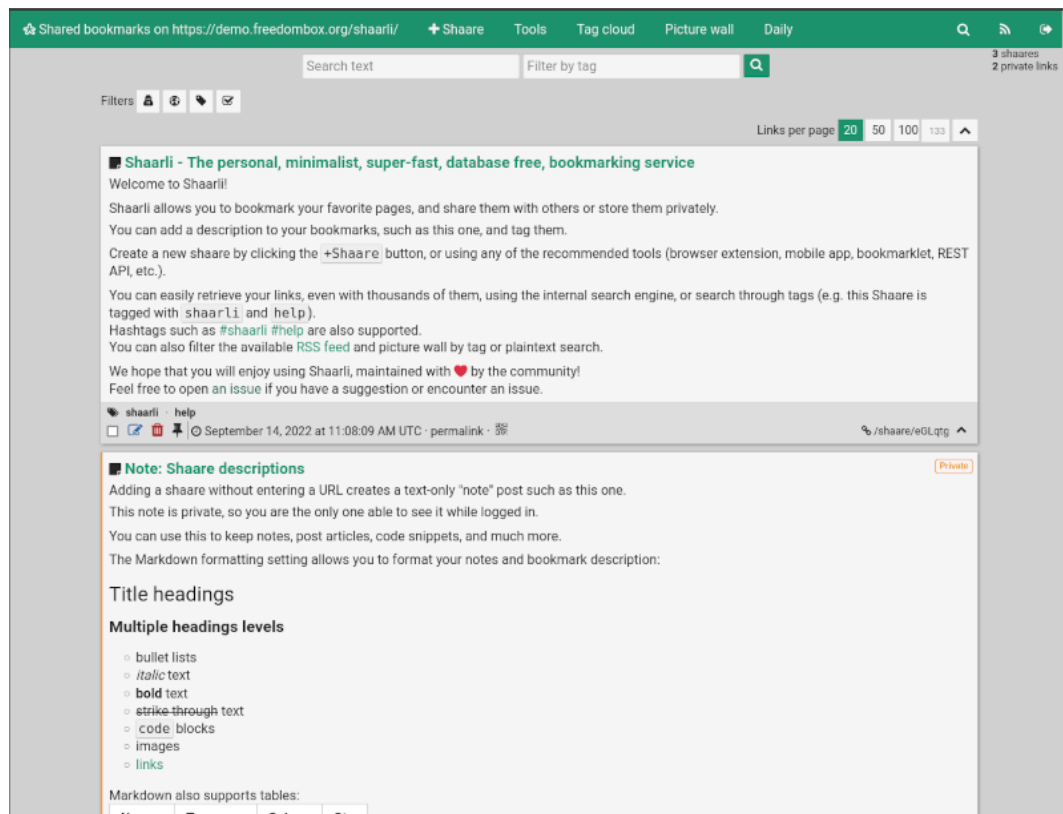 Shared bookmarks on https://demo.freedombox.org/shaarli/ Shaare Tools Tag cloud Picture wall Daily
3 shaares
2 private links
Search text Filter by tag
Filters
Links per page 20 50 100 133
Shaarli - The personal, minimalist, super-fast, database free, bookmarking service
Welcome to Shaarli!
Shaarli allows you to bookmark your favorite pages, and share them with others or store them privately.
You can add a description to your bookmarks, such as this one, and tag them.
Create a new shaare by clicking the +Shaare button, or using any of the recommended tools (browser extension, mobile app, bookmarklet, REST
API, etc.).
You can easily retrieve your links, even with thousands of them, using the internal search engine, or search through tags (e.g. this Shaare is
tagged with shaarli and help).
Hashtags such as #shaarli #help are also supported.
You can also filter the available RSS feed and picture wall by tag or plaintext search.
We hope that you will enjoy using Shaarli, maintained with ❤ by the community!
Feel free to open an issue if you have a suggestion or encounter an issue.
shaarli · help
September 14, 2022 at 11:08:09 AM UTC · permalink · /shaare/eGLqtg
Note: Shaare descriptions Private
Adding a shaare without entering a URL creates a text-only "note" post such as this one.
This note is private, so you are the only one able to see it while logged in.
You can use this to keep notes, post articles, code snippets, and much more.
The Markdown formatting setting allows you to format your notes and bookmark description:
Title headings
Multiple headings levels
bullet lists
italic text
bold text
strike through text
code blocks
images
links
Markdown also supports tables: